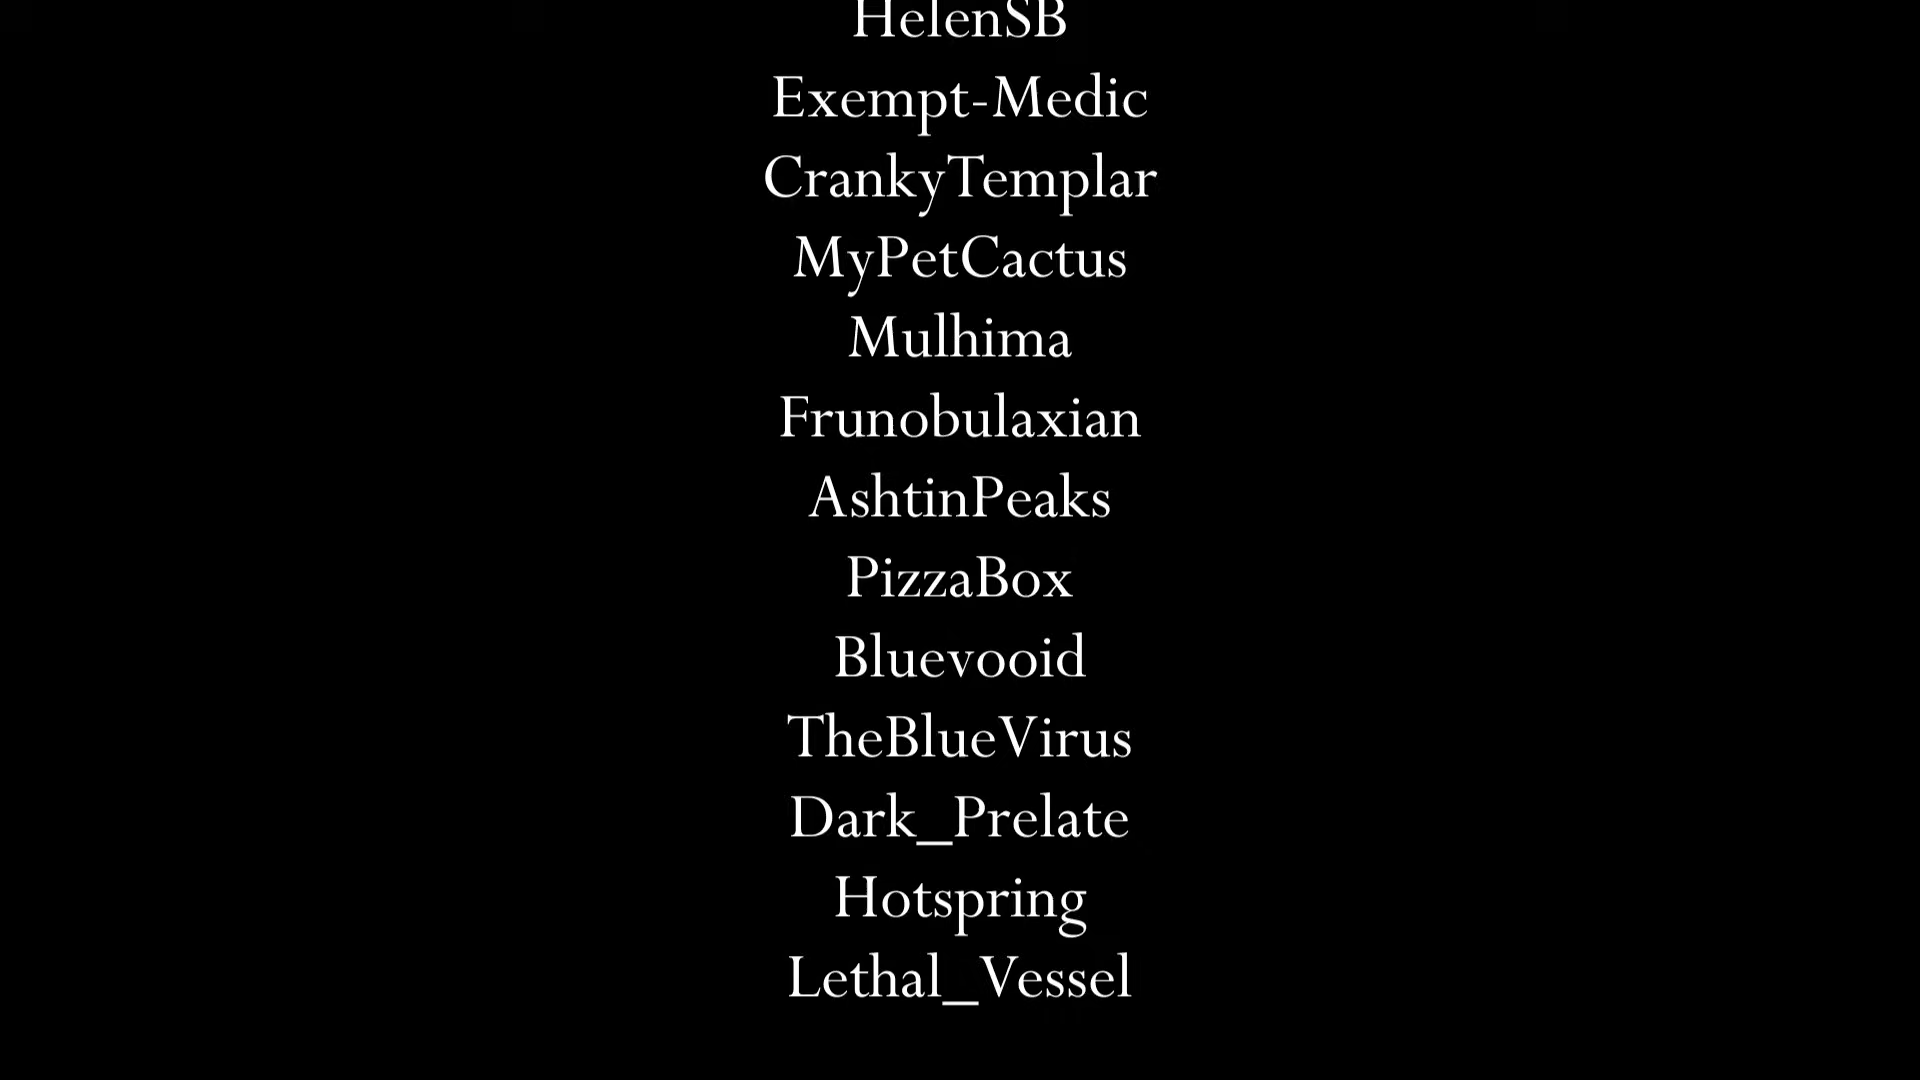 HelenSB
Exempt-Medic
CrankyTemplar
MyPetCactus
Mulhima
Frunobulaxian
AshtinPeaks
PizzaBox
Bluevooid
TheBlueVirus
Dark_Prelate
Hotspring
Lethal_Vessel